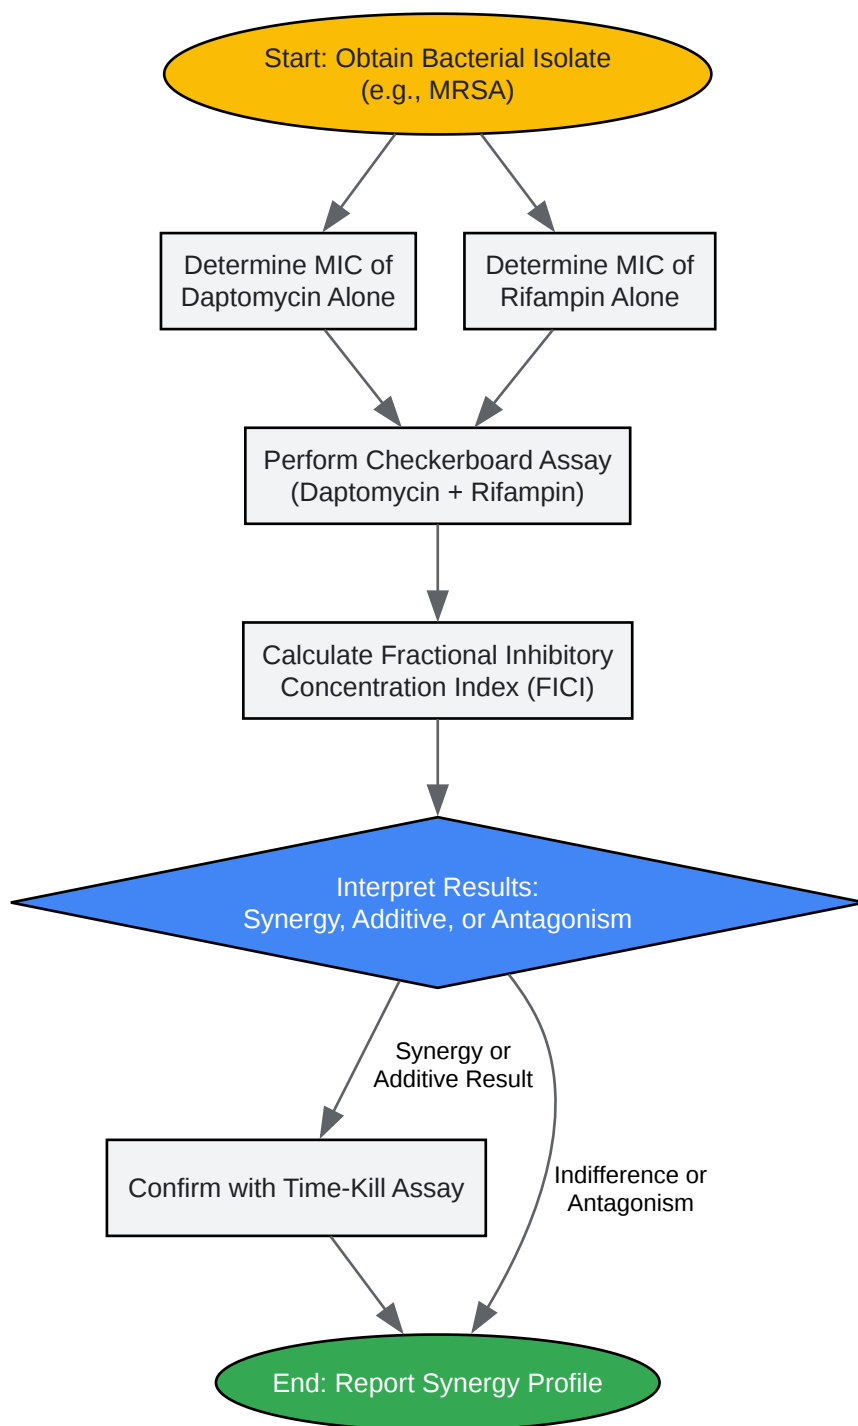 Start: Obtain Bacterial Isolate
(e.g., MRSA)
Determine MIC of
Daptomycin Alone
Determine MIC of
Rifampin Alone
Perform Checkerboard Assay
(Daptomycin + Rifampin)
Calculate Fractional Inhibitory
Concentration Index (FICI)
Interpret Results:
Synergy, Additive, or Antagonism
Synergy or
Additive Result
Confirm with Time-Kill Assay
Indifference or
Antagonism
End: Report Synergy Profile